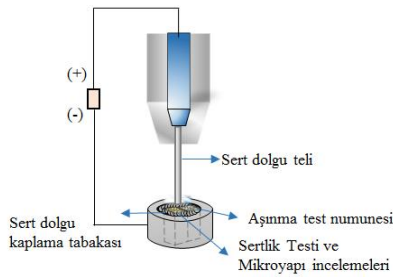 (+)
(-)
Sert dolgu teli
Sert dolgu
kaplama tabakası
Aşınma test numunesi
Sertlik Testi ve
Mikroyapı incelemeleri